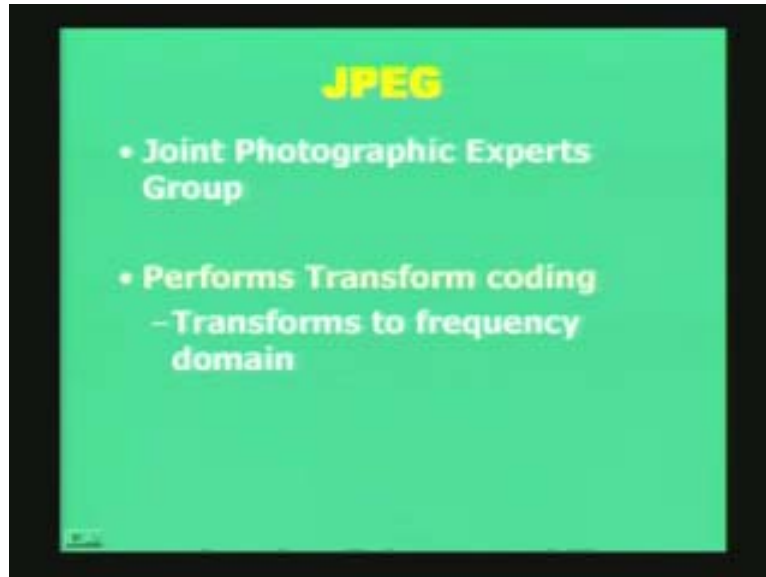 JPEG
• Joint Photographic Experts
Group
• Performs Transform coding
–Transforms to frequency
domain